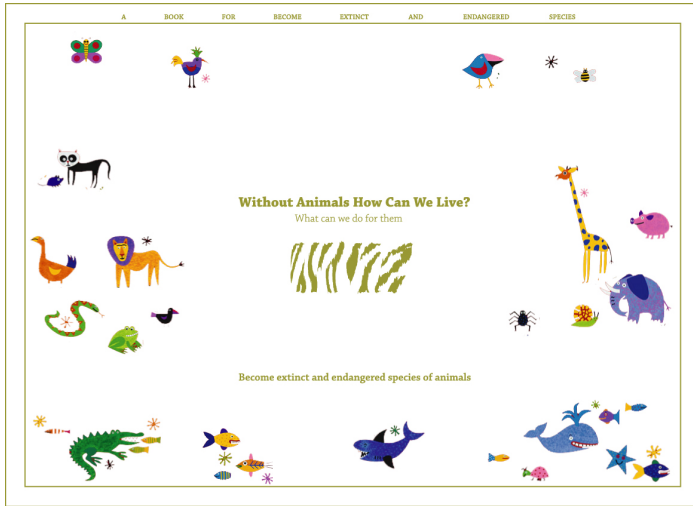 A BOOK FOR BECOME EXTINCT AND ENDANGERED SPECIES
Without Animals How Can We Live?
What can we do for them
Become extinct and endangered species of animals